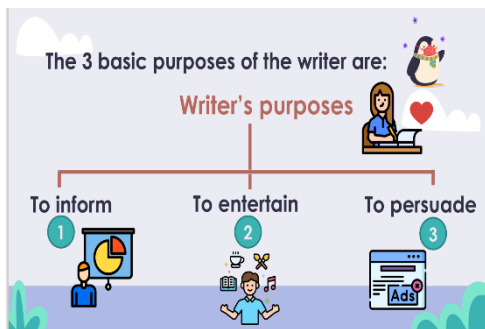 The 3 basic purposes of the writer are:
Writer's purposes
To inform
To entertain
To persuade
1
2
3
Ads